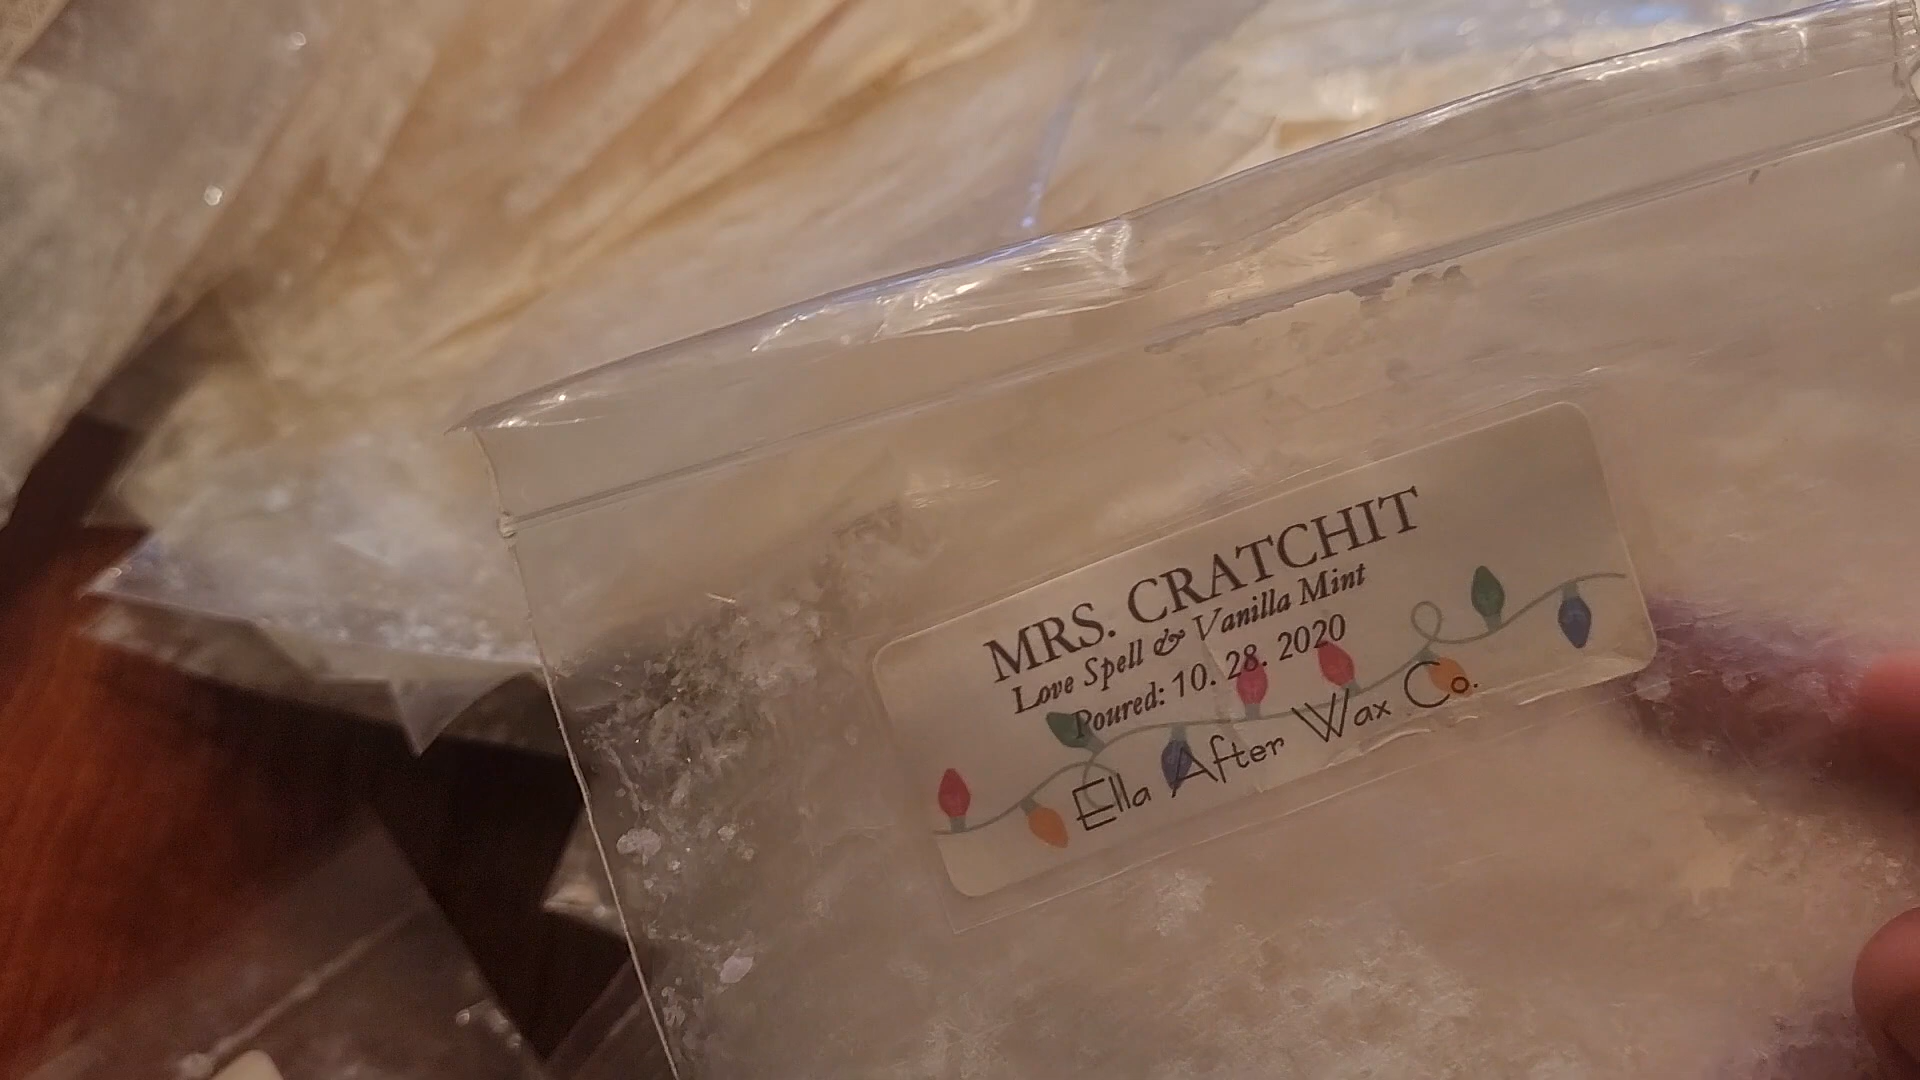 MRS. CRATCHIT
Love Spell & Vanilla Mint
Poured: 10. 28. 2020
Ella After Wax Co.